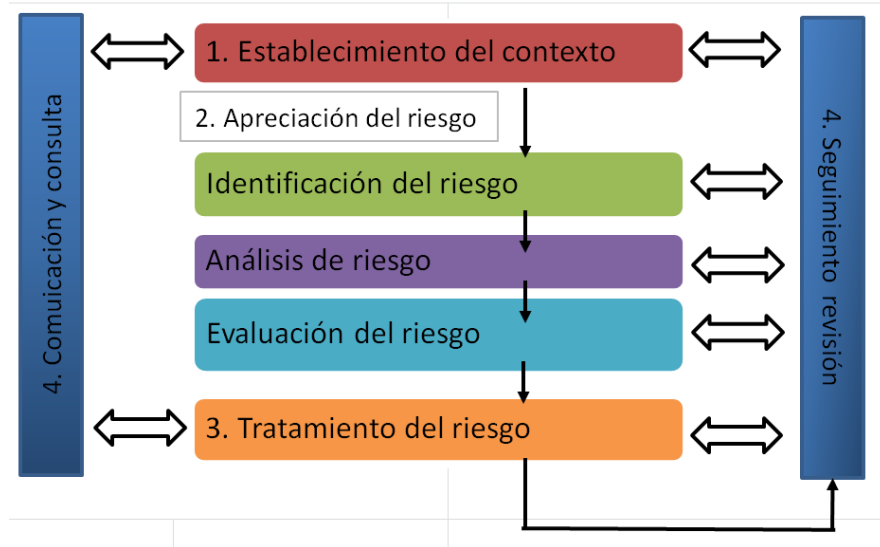 4. Comuicación y consulta
1. Establecimiento del contexto
2. Apreciación del riesgo
Identificación del riesgo
Análisis de riesgo
Evaluación del riesgo
3. Tratamiento del riesgo
4. Seguimiento revisión